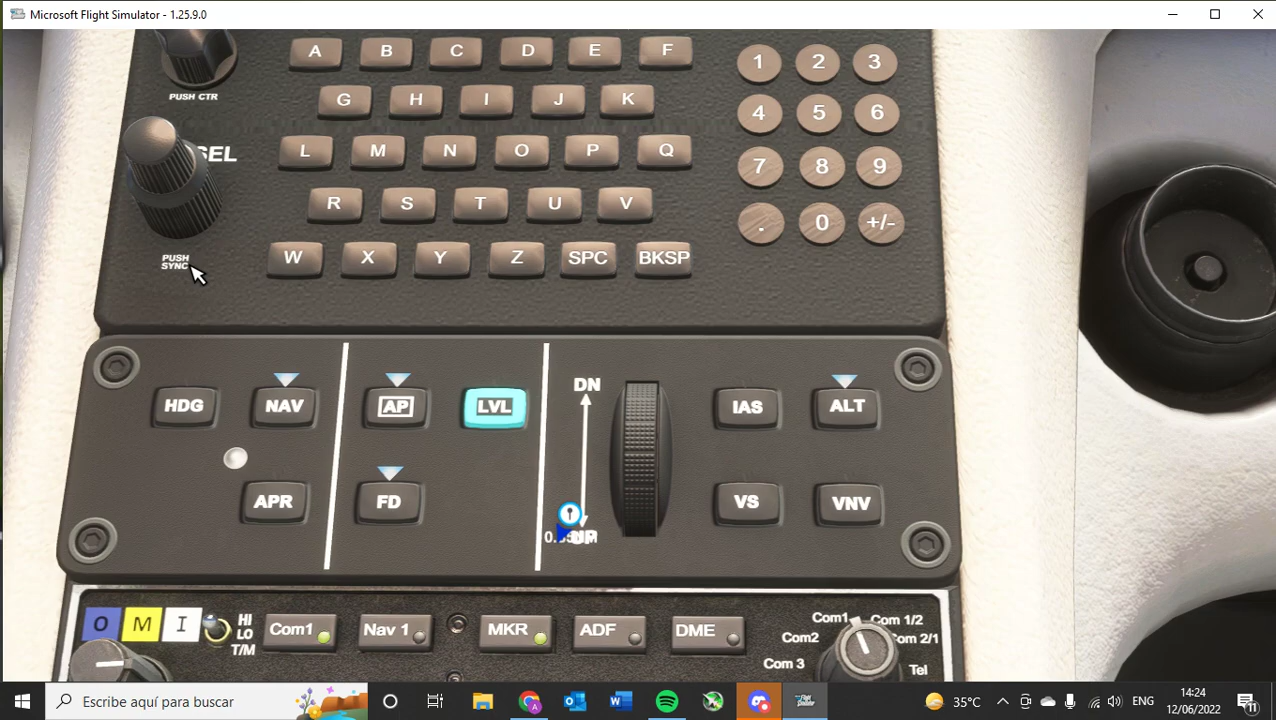 Microsoft Flight Simulator - 1.25.9.0
PUSH CTR
SEL
PUSH
SYNC
A B C D E F
G H I J K
L M N O P Q
R S T U V
W X Y Z SPC BKSP
1 2 3
4 5 6
7 8 9
. 0 +/-
HDG NAV AP LVL DN IAS ALT
APR FD UP VS VNV
O M I
HI
LO
T/M
Com1 Nav 1 MKR ADF DME
Com1 Com 1/2
Com2 Com 2/1
Com 3 Tel
Escribe aquí para buscar
35°C
ENG
14:24
12/06/2022
11